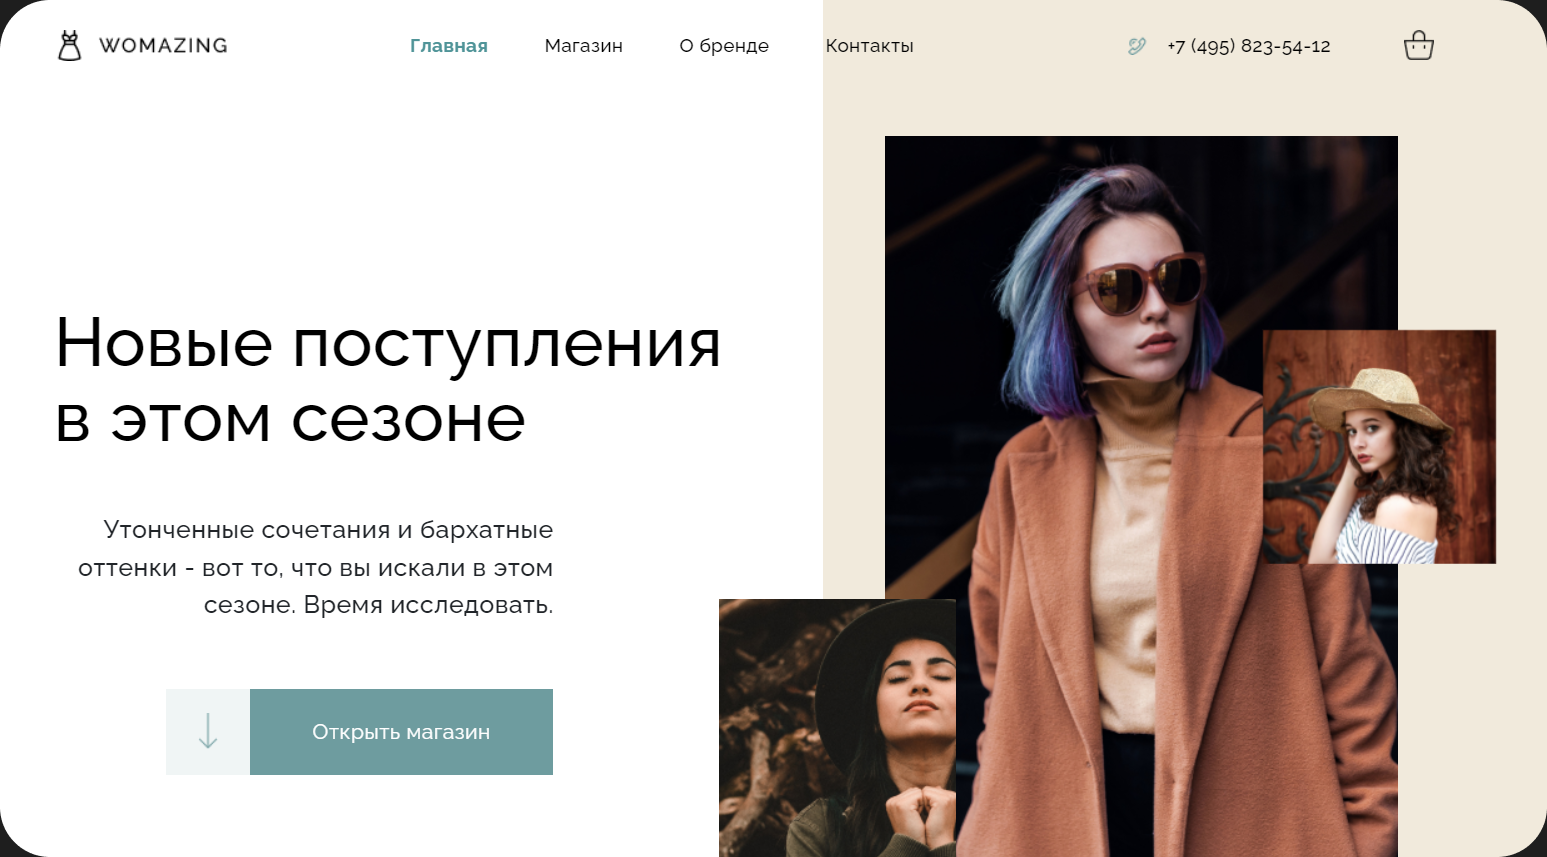 WOMAZING
Главная
Магазин
О бренде
Контакты
+7 (495) 823-54-12
Новые поступления
в этом сезоне
Утонченные сочетания и бархатные
оттенки - вот то, что вы искали в этом
сезоне. Время исследовать.
Открыть магазин